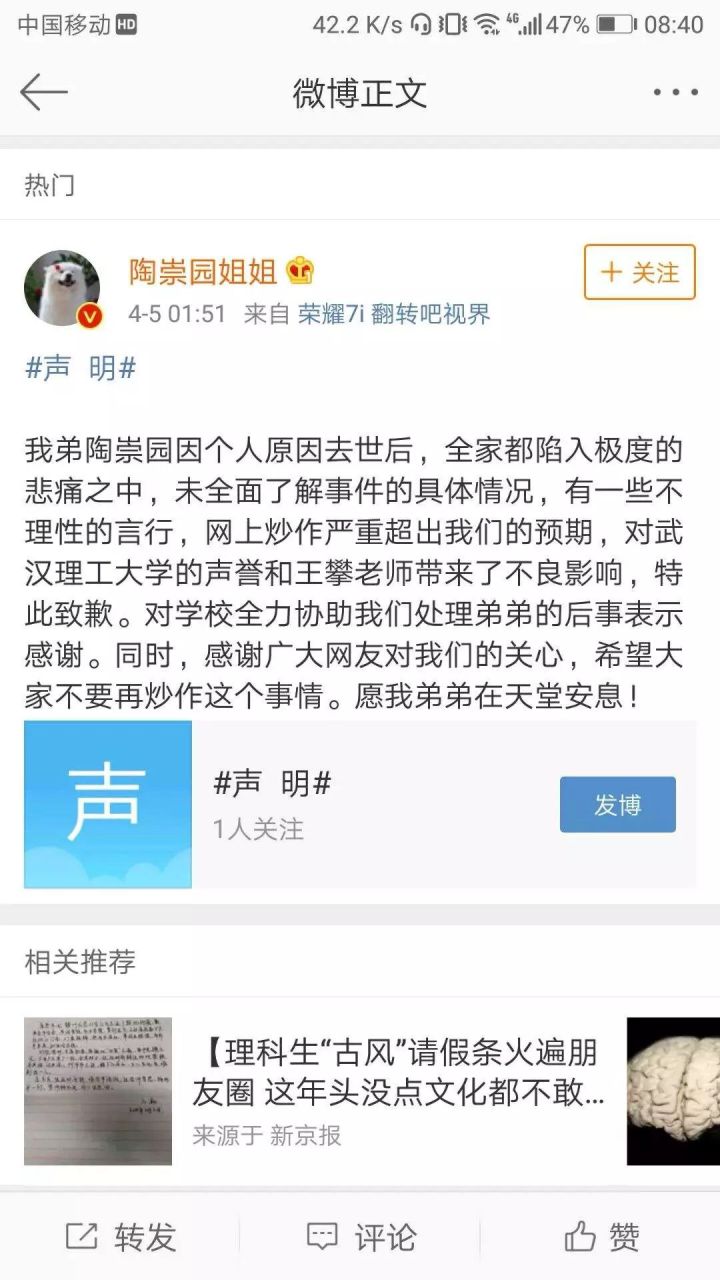 中国移动 HD 42.2 K/s 4G 47% 08:40
微博正文
热门
陶崇园姐姐
+ 关注
4-5 01:51 来自 荣耀7i 翻转吧视界
#声 明#
我弟陶崇园因个人原因去世后，全家都陷入极度的
悲痛之中，未全面了解事件的具体情况，有一些不
理性的言行，网上炒作严重超出我们的预期，对武
汉理工大学的声誉和王攀老师带来了不良影响，特
此致歉。对学校全力协助我们处理弟弟的后事表示
感谢。同时，感谢广大网友对我们的关心，希望大
家不要再炒作这个事情。愿我弟弟在天堂安息！
声
#声 明#
1人关注
发博
相关推荐
【理科生“古风”请假条火遍朋
友圈 这年头没点文化都不敢...
来源于 新京报
转发 评论 赞